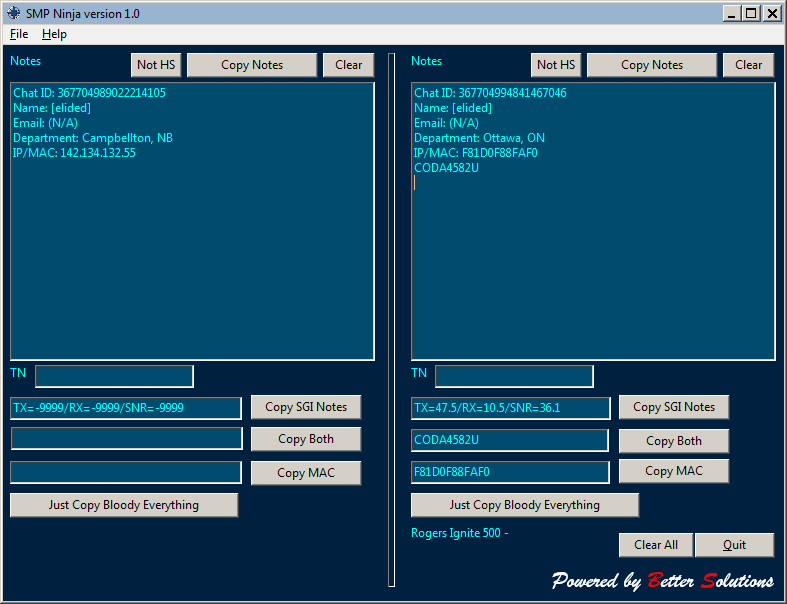 SMP Ninja version 1.0
File Help
Notes
Not HS
Copy Notes
Clear
Chat ID: 367704989022214105
Name: [elided]
Email: (N/A)
Department: Campbellton, NB
IP/MAC: 142.134.132.55
TN
TX=-9999/RX=-9999/SNR=-9999
Copy SGI Notes
Copy Both
Copy MAC
Just Copy Bloody Everything
Notes
Not HS
Copy Notes
Clear
Chat ID: 367704994841467046
Name: [elided]
Email: (N/A)
Department: Ottawa, ON
IP/MAC: F81D0F88FAF0
CODA4582U
TN
TX=47.5/RX=10.5/SNR=36.1
Copy SGI Notes
CODA4582U
Copy Both
F81D0F88FAF0
Copy MAC
Just Copy Bloody Everything
Rogers Ignite 500 -
Clear All
Quit
Powered by Better Solutions